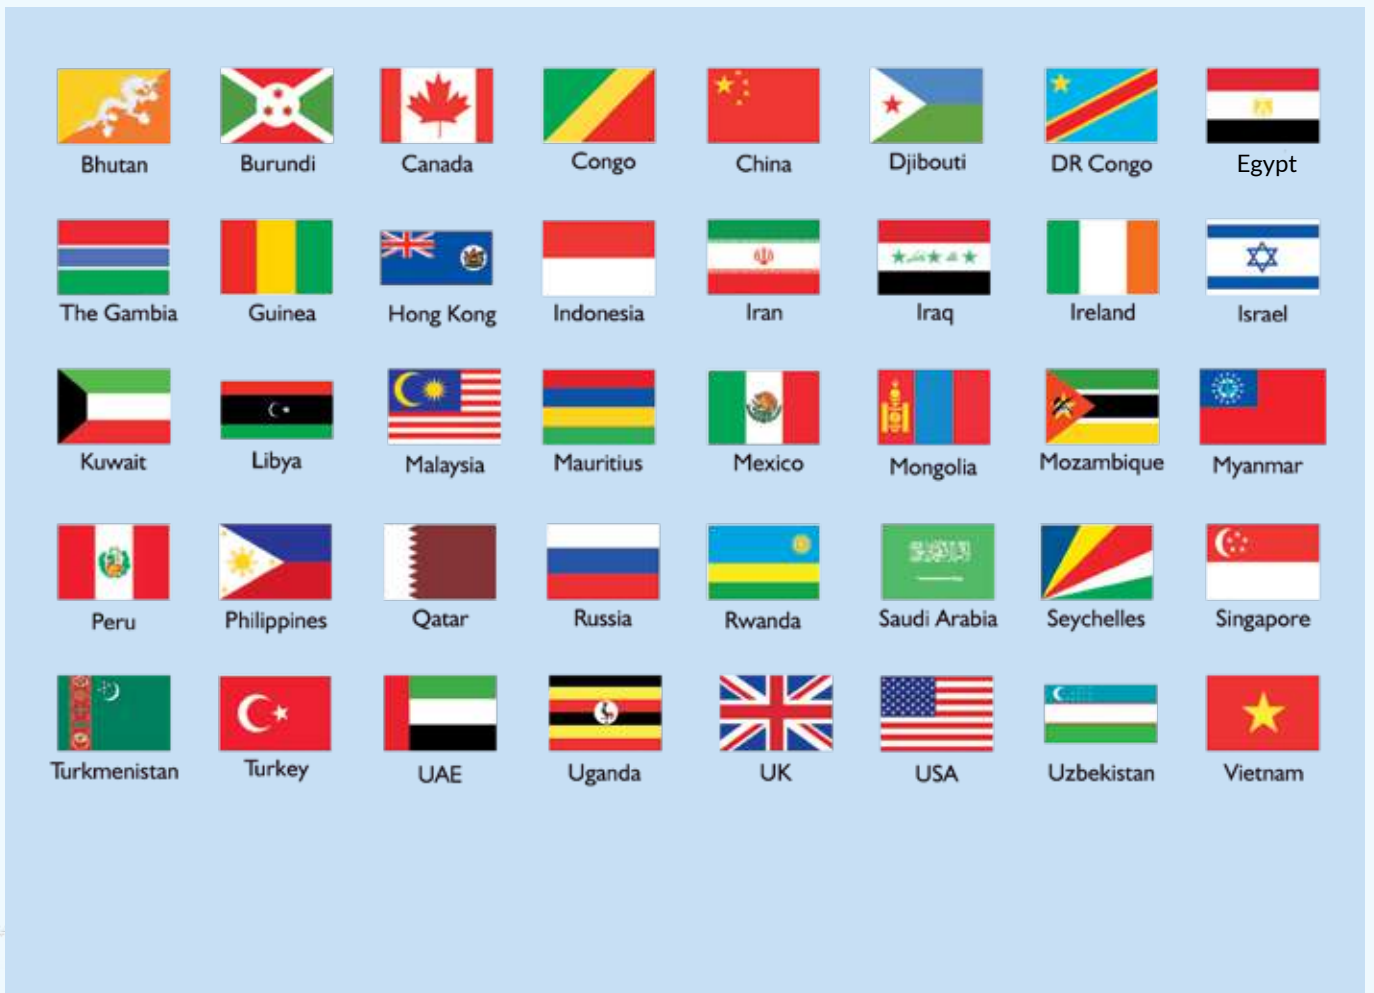 Bhutan Burundi Canada Congo China Djibouti DR Congo Egypt
The Gambia Guinea Hong Kong Indonesia Iran Iraq Ireland Israel
Kuwait Libya Malaysia Mauritius Mexico Mongolia Mozambique Myanmar
Peru Philippines Qatar Russia Rwanda Saudi Arabia Seychelles Singapore
Turkmenistan Turkey UAE Uganda UK USA Uzbekistan Vietnam